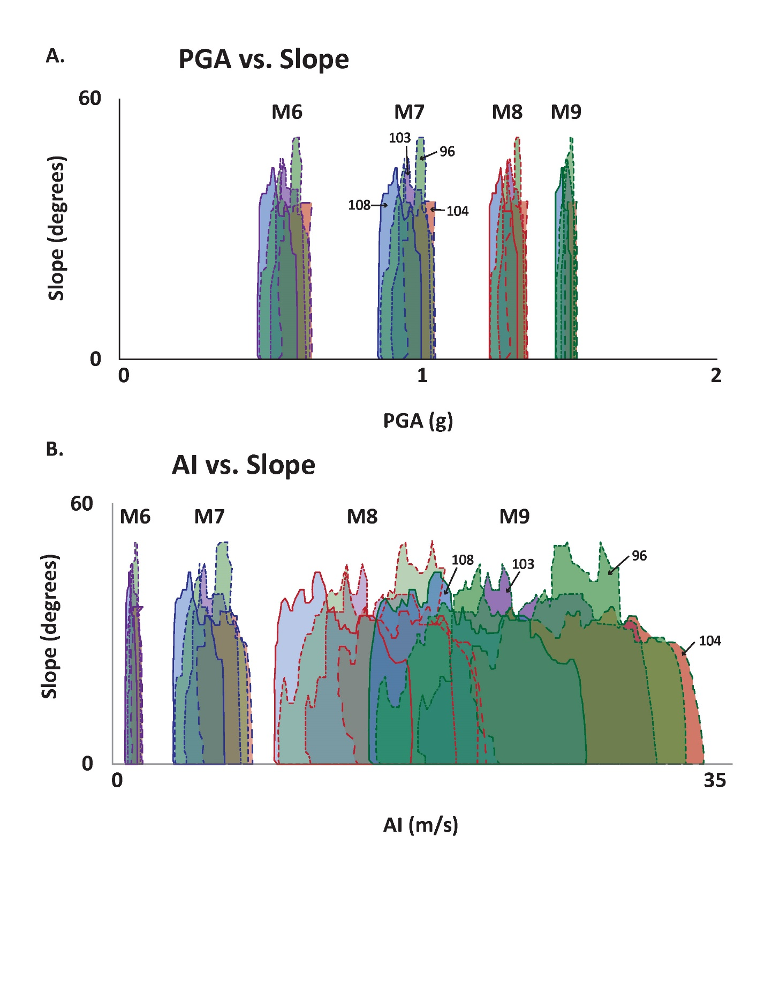 A.
PGA vs. Slope
60
M6 M7 M8 M9
103
96
108
104
Slope (degrees)
0
0 1 2
PGA (g)
B.
AI vs. Slope
60
M6 M7 M8 M9
108
103
96
104
Slope (degrees)
0
0 35
AI (m/s)